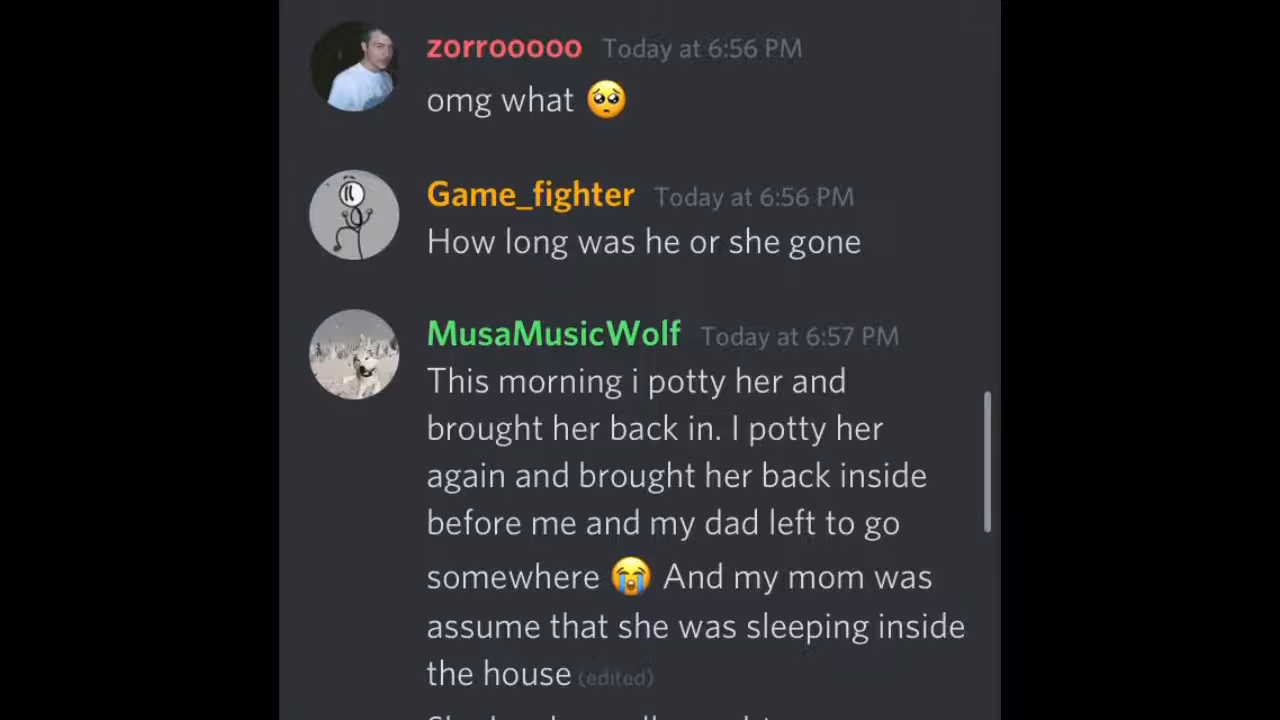 zorrooooo Today at 6:56 PM
omg what 🥺
Game_fighter Today at 6:56 PM
How long was he or she gone
MusaMusicWolf Today at 6:57 PM
This morning i potty her and
brought her back in. I potty her
again and brought her back inside
before me and my dad left to go
somewhere 😭 And my mom was
assume that she was sleeping inside
the house (edited)